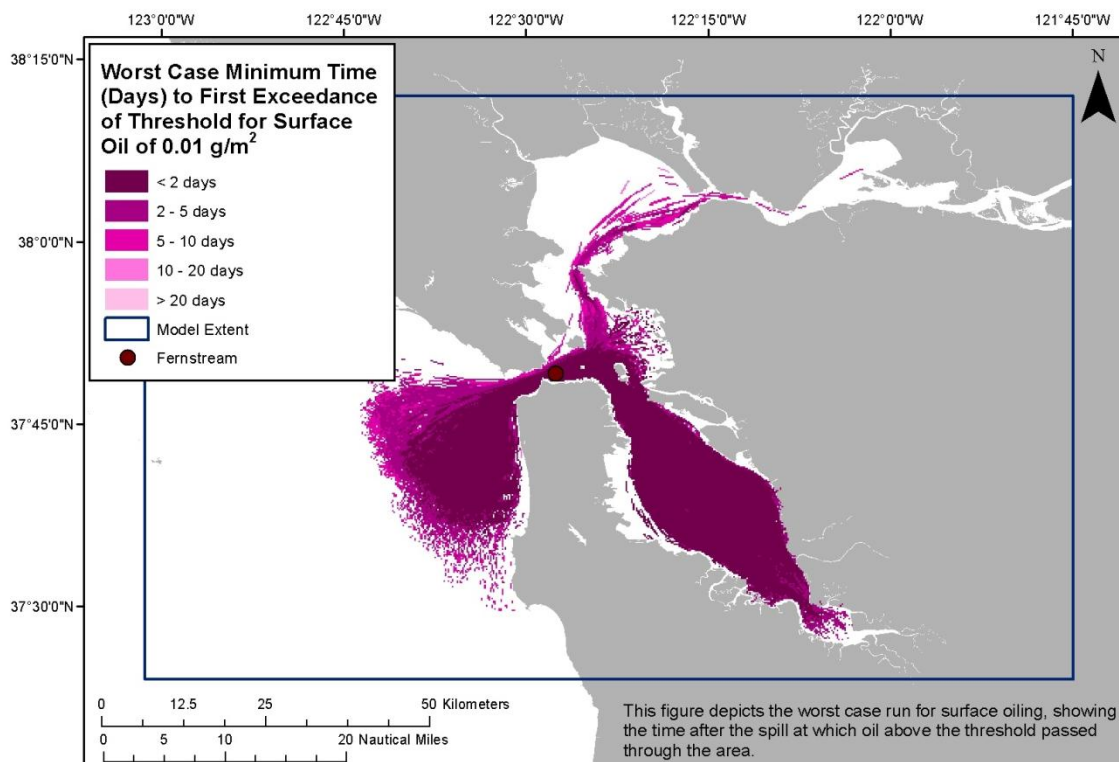 123°0'0"W 122°45'0"W 122°30'0"W 122°15'0"W 122°0'0"W 121°45'0"W
38°15'0"N
38°0'0"N
37°45'0"N
37°30'0"N
N
Worst Case Minimum Time
(Days) to First Exceedance
of Threshold for Surface
Oil of 0.01 g/m²
< 2 days
2 - 5 days
5 - 10 days
10 - 20 days
> 20 days
Model Extent
Fernstream
0 12.5 25 50 Kilometers
0 5 10 20 Nautical Miles
This figure depicts the worst case run for surface oiling, showing
the time after the spill at which oil above the threshold passed
through the area.